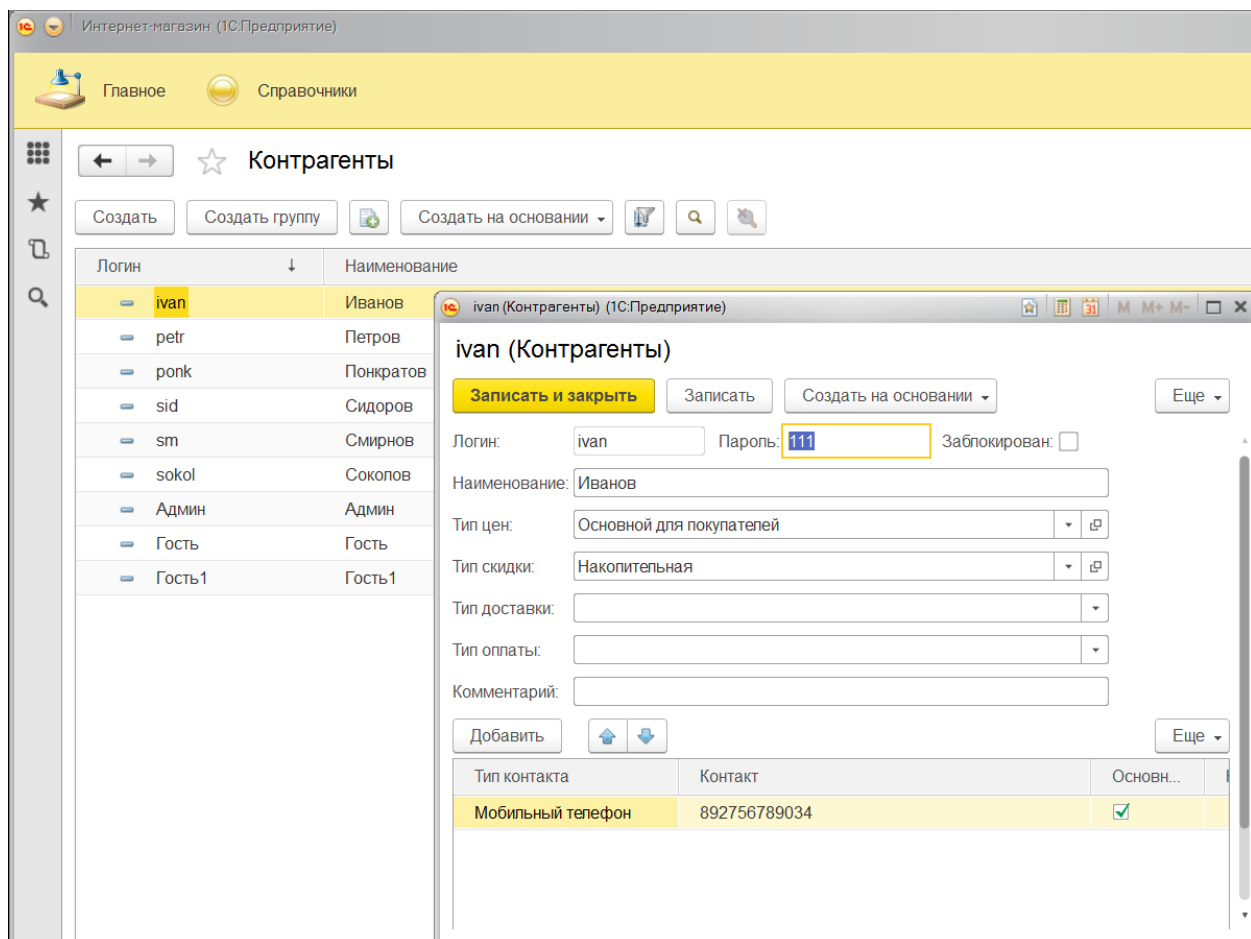 Интернет-магазин (1С:Предприятие)
Главное Справочники
Контрагенты
Создать Создать группу Создать на основании
Логин ↓ Наименование
ivan Иванов
petr Петров
ponk Понкратов
sid Сидоров
sm Смирнов
sokol Соколов
Админ Админ
Гость Гость
Гость1 Гость1
ivan (Контрагенты) (1С:Предприятие) 31 M M+ M-
ivan (Контрагенты)
Записать и закрыть Записать Создать на основании Еще
Логин: ivan Пароль: 111 Заблокирован:
Наименование: Иванов
Тип цен: Основной для покупателей
Тип скидки: Накопительная
Тип доставки:
Тип оплаты:
Комментарий:
Добавить Еще
Тип контакта Контакт Основн...
Мобильный телефон 892756789034